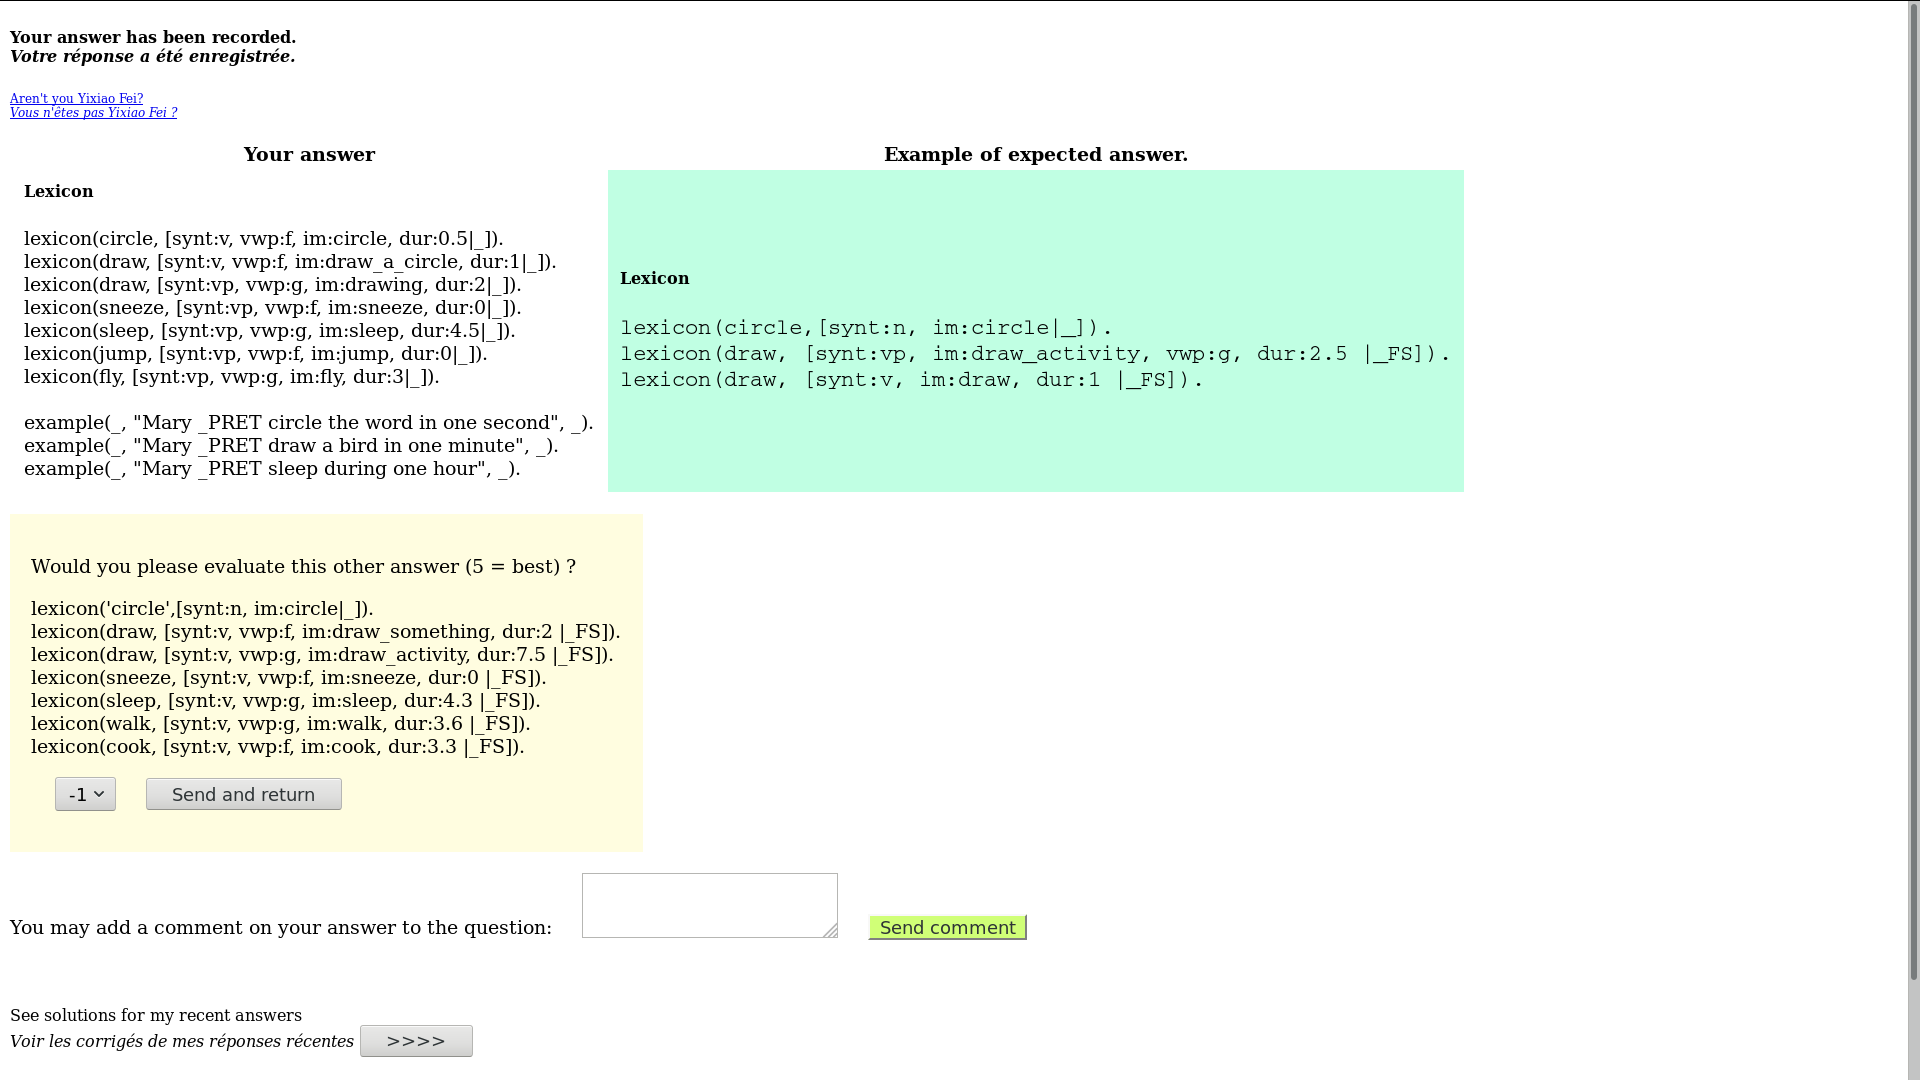 Your answer has been recorded.
Votre réponse a été enregistrée.
Aren't you Yixiao Fei?
Vous n'êtes pas Yixiao Fei ?
Your answer
Lexicon
lexicon(circle, [synt:v, vwp:f, im:circle, dur:0.5|_]).
lexicon(draw, [synt:v, vwp:f, im:draw_a_circle, dur:1|_]).
lexicon(draw, [synt:vp, vwp:g, im:drawing, dur:2|_]).
lexicon(sneeze, [synt:vp, vwp:f, im:sneeze, dur:0|_]).
lexicon(sleep, [synt:vp, vwp:g, im:sleep, dur:4.5|_]).
lexicon(jump, [synt:vp, vwp:f, im:jump, dur:0|_]).
lexicon(fly, [synt:vp, vwp:g, im:fly, dur:3|_]).
example(_, "Mary _PRET circle the word in one second", _).
example(_, "Mary _PRET draw a bird in one minute", _).
example(_, "Mary _PRET sleep during one hour", _).
Example of expected answer.
Lexicon
lexicon(circle,[synt:n, im:circle|_]).
lexicon(draw, [synt:vp, im:draw_activity, vwp:g, dur:2.5 |_FS]).
lexicon(draw, [synt:v, im:draw, dur:1 |_FS]).
Would you please evaluate this other answer (5 = best) ?
lexicon('circle',[synt:n, im:circle|_]).
lexicon(draw, [synt:v, vwp:f, im:draw_something, dur:2 |_FS]).
lexicon(draw, [synt:v, vwp:g, im:draw_activity, dur:7.5 |_FS]).
lexicon(sneeze, [synt:v, vwp:f, im:sneeze, dur:0 |_FS]).
lexicon(sleep, [synt:v, vwp:g, im:sleep, dur:4.3 |_FS]).
lexicon(walk, [synt:v, vwp:g, im:walk, dur:3.6 |_FS]).
lexicon(cook, [synt:v, vwp:f, im:cook, dur:3.3 |_FS]).
-1 Send and return
You may add a comment on your answer to the question: Send comment
See solutions for my recent answers
Voir les corrigés de mes réponses récentes >>>>